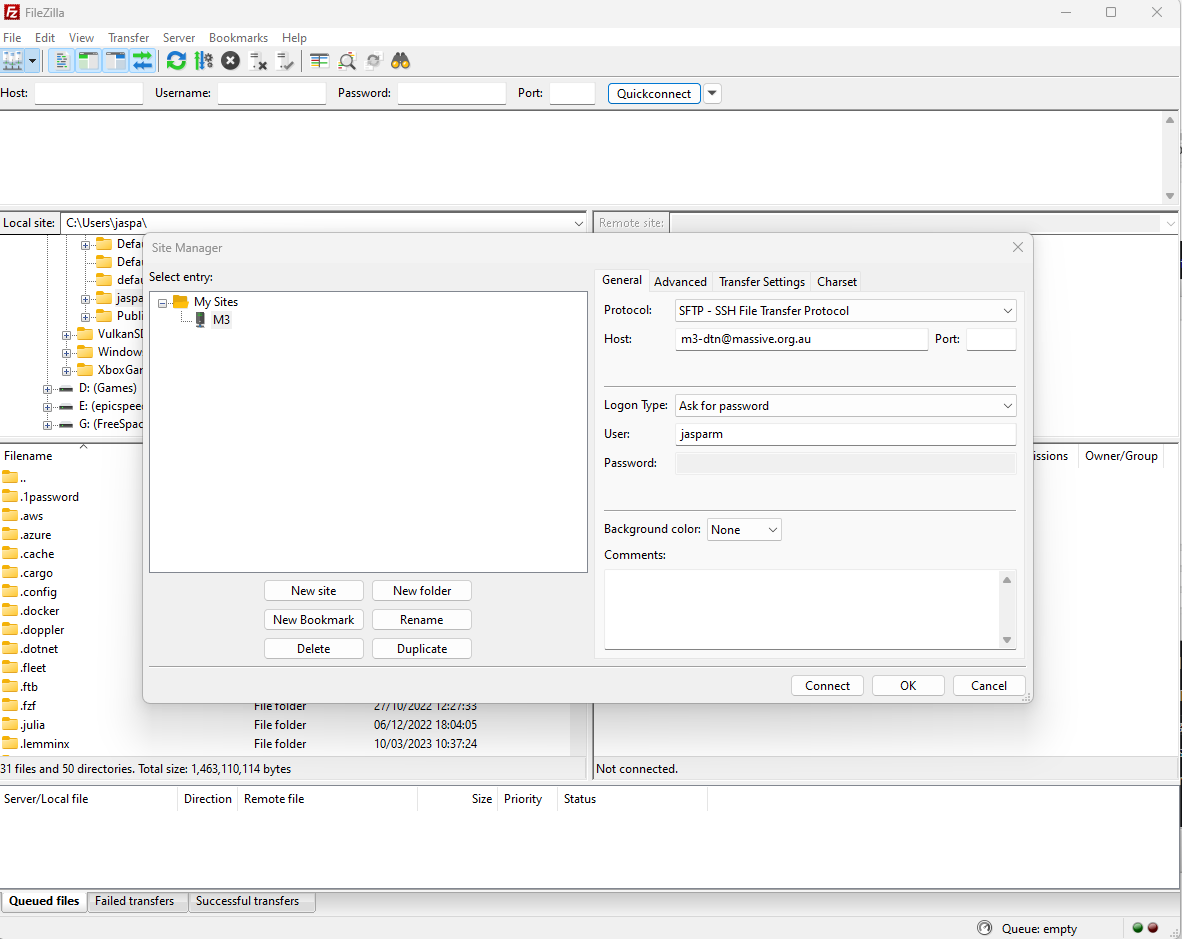 FileZilla
File Edit View Transfer Server Bookmarks Help
Host: Username: Password: Port: Quickconnect
Local site: C:\Users\jaspa\ Remote site:
Defau
Defau
defau
jaspa
Publi
VulkanSD
Window
XboxGar
D: (Games)
E: (epicspeed
G: (FreeSpac
Site Manager
Select entry:
My Sites
M3
New site New folder
New Bookmark Rename
Delete Duplicate
General Advanced Transfer Settings Charset
Protocol: SFTP - SSH File Transfer Protocol
Host: m3-dtn@massive.org.au Port:
Logon Type: Ask for password
User: jasparm
Password:
Background color: None
Comments:
Connect OK Cancel
Filename issions Owner/Group
..
.1password
.aws
.azure
.cache
.cargo
.config
.docker
.doppler
.dotnet
.fleet
.ftb
.fzf File folder 27/10/2022 12:27:33
.julia File folder 06/12/2022 18:04:05
.lemminx File folder 10/03/2023 10:37:24
31 files and 50 directories. Total size: 1,463,110,114 bytes Not connected.
Server/Local file Direction Remote file Size Priority Status
Queued files Failed transfers Successful transfers
Queue: empty